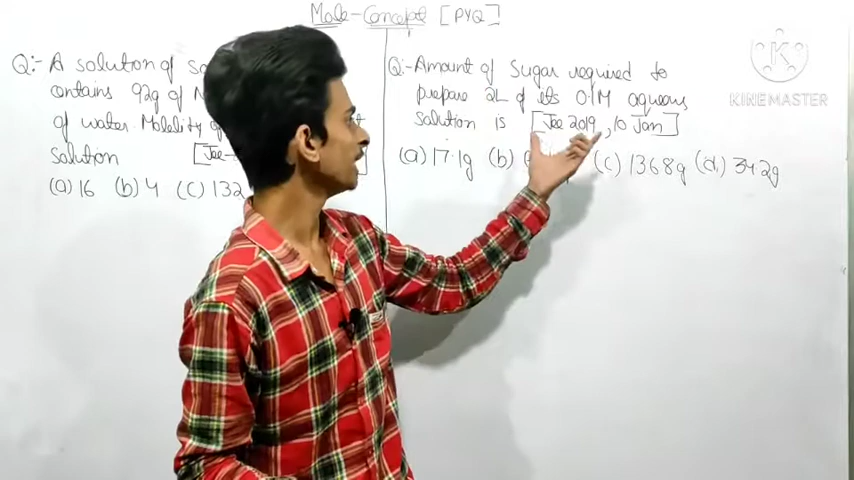 Mole-Concept [PYQ]
Q:- A solution of
contains 92g of
of water. Molality of
solution [Jee-
(a) 16 (b) 4 (c) 132
Q:- Amount of Sugar required to
prepare 2L of its 0.1M aqueous
solution is [Jee 2019, 10 Jan]
(a) 17.1g (b) (c) 1368g (d) 34.2g
K
KINEMASTER